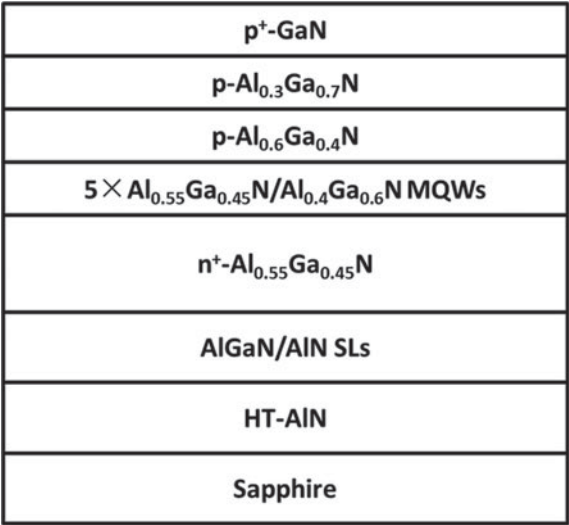 p⁺-GaN
p-Al₀.₃Ga₀.₇N
p-Al₀.₆Ga₀.₄N
5×Al₀.₅₅Ga₀.₄₅N/Al₀.₄Ga₀.₆N MQWs
n⁺-Al₀.₅₅Ga₀.₄₅N
AlGaN/AlN SLs
HT-AlN
Sapphire